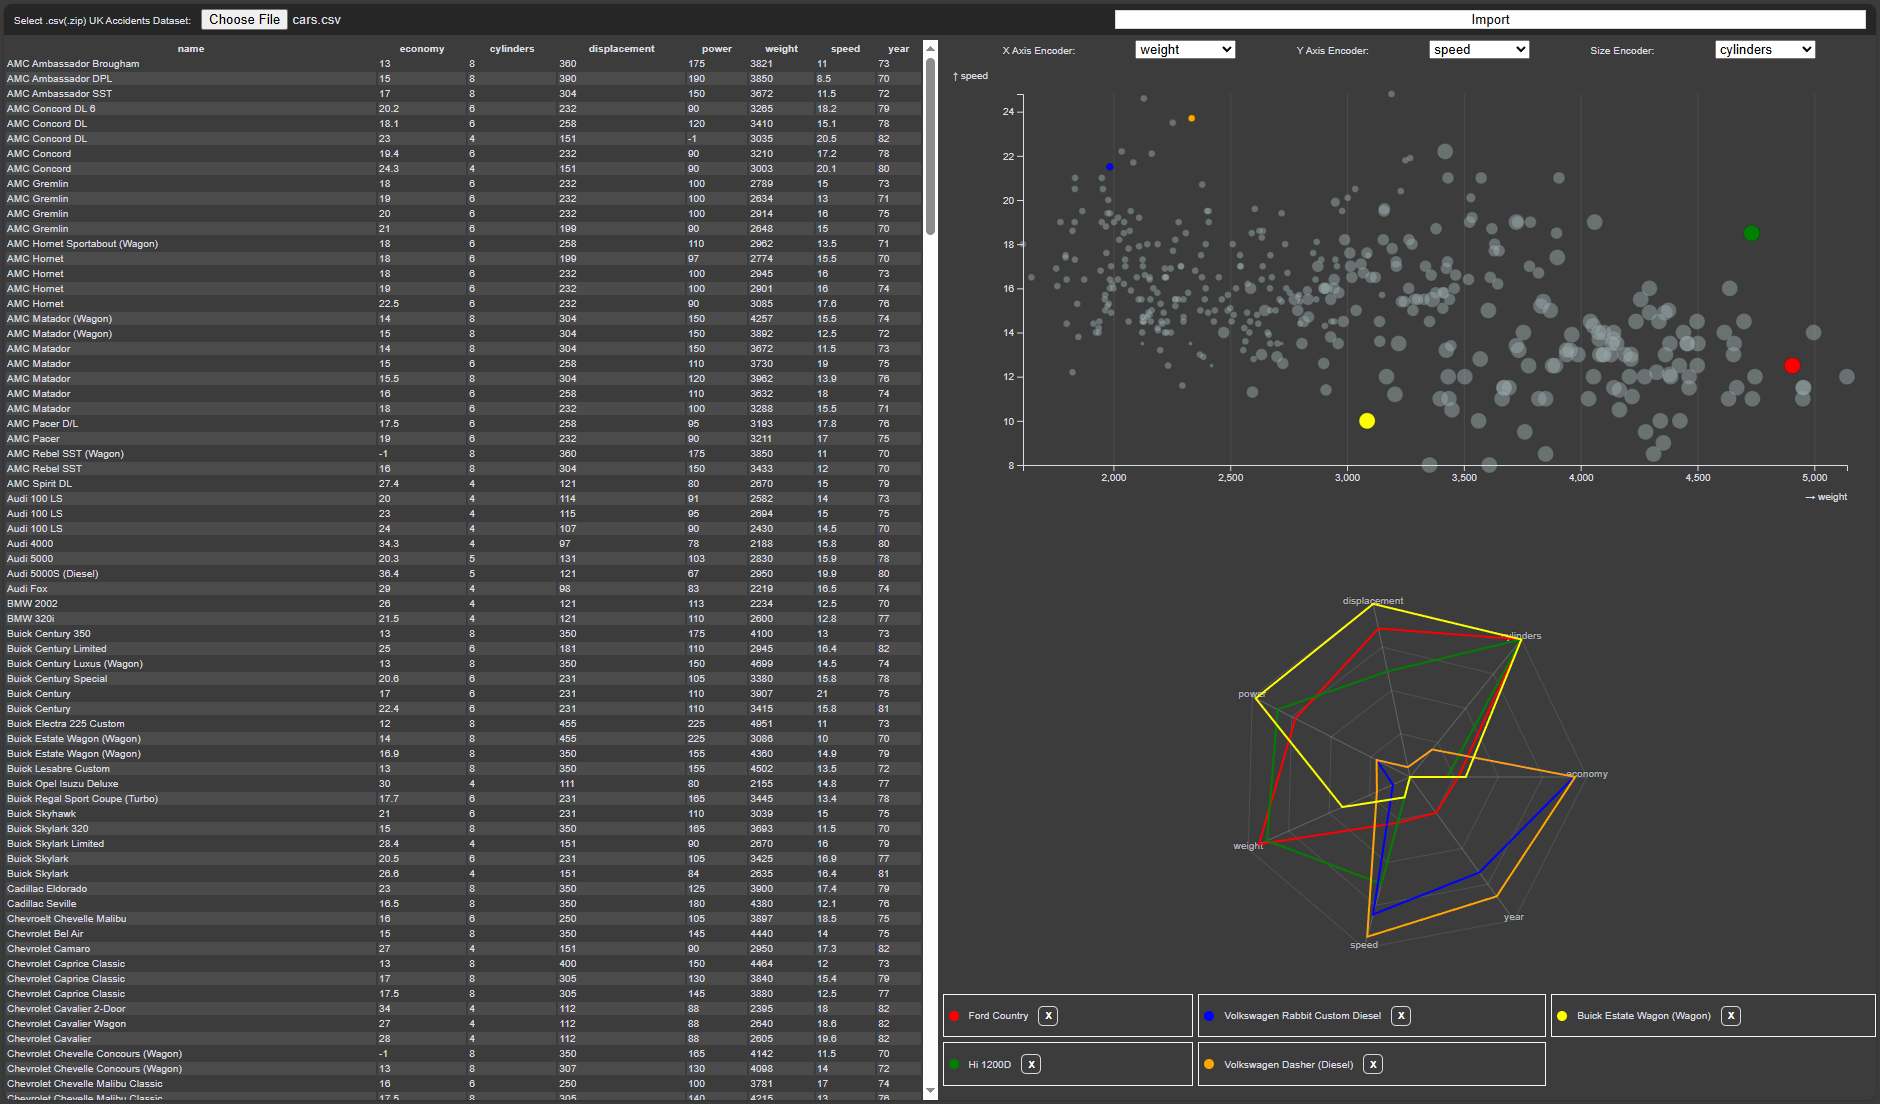 Select .csv(.zip) UK Accidents Dataset: Choose File cars.csv Import
name economy cylinders displacement power weight speed year
AMC Ambassador Brougham 13 8 360 175 3821 11 73
AMC Ambassador DPL 15 8 390 190 3850 8.5 70
AMC Ambassador SST 17 8 304 150 3672 11.5 72
AMC Concord DL 6 20.2 6 232 90 3265 18.2 79
AMC Concord DL 18.1 6 258 120 3410 15.1 78
AMC Concord DL 23 4 151 -1 3035 20.5 82
AMC Concord 19.4 6 232 90 3210 17.2 78
AMC Concord 24.3 4 151 90 3003 20.1 80
AMC Gremlin 18 6 232 100 2789 15 73
AMC Gremlin 19 6 232 100 2634 13 71
AMC Gremlin 20 6 232 100 2914 16 75
AMC Gremlin 21 6 199 90 2648 15 70
AMC Hornet Sportabout (Wagon) 18 6 258 110 2962 13.5 71
AMC Hornet 18 6 199 97 2774 15.5 70
AMC Hornet 18 6 232 100 2945 16 73
AMC Hornet 19 6 232 100 2901 16 74
AMC Hornet 22.5 6 232 90 3085 17.6 76
AMC Matador (Wagon) 14 8 304 150 4257 15.5 74
AMC Matador (Wagon) 15 8 304 150 3892 12.5 72
AMC Matador 14 8 304 150 3672 11.5 73
AMC Matador 15 6 258 110 3730 19 75
AMC Matador 15.5 8 304 120 3962 13.9 76
AMC Matador 16 6 258 110 3632 18 74
AMC Matador 18 6 232 100 3288 15.5 71
AMC Pacer D/L 17.5 6 258 95 3193 17.8 76
AMC Pacer 19 6 232 90 3211 17 75
AMC Rebel SST (Wagon) -1 8 360 175 3850 11 70
AMC Rebel SST 16 8 304 150 3433 12 70
AMC Spirit DL 27.4 4 121 80 2670 15 79
Audi 100 LS 20 4 114 91 2582 14 73
Audi 100 LS 23 4 115 95 2694 15 75
Audi 100 LS 24 4 107 90 2430 14.5 70
Audi 4000 34.3 4 97 78 2188 15.8 80
Audi 5000 20.3 5 131 103 2830 15.9 78
Audi 5000S (Diesel) 36.4 5 121 67 2950 19.9 80
Audi Fox 29 4 98 83 2219 16.5 74
BMW 2002 26 4 121 113 2234 12.5 70
BMW 320i 21.5 4 121 110 2600 12.8 77
Buick Century 350 13 8 350 175 4100 13 73
Buick Century Limited 25 6 181 110 2945 16.4 82
Buick Century Luxus (Wagon) 13 8 350 150 4699 14.5 74
Buick Century Special 20.6 6 231 105 3380 15.8 78
Buick Century 17 6 231 110 3907 21 75
Buick Century 22.4 6 231 110 3415 15.8 81
Buick Electra 225 Custom 12 8 455 225 4951 11 73
Buick Estate Wagon (Wagon) 14 8 455 225 3086 10 70
Buick Estate Wagon (Wagon) 16.9 8 350 155 4360 14.9 79
Buick Lesabre Custom 13 8 350 155 4502 13.5 72
Buick Opel Isuzu Deluxe 30 4 111 80 2155 14.8 77
Buick Regal Sport Coupe (Turbo) 17.7 6 231 165 3445 13.4 78
Buick Skyhawk 21 6 231 110 3039 15 75
Buick Skylark 320 15 8 350 165 3693 11.5 70
Buick Skylark Limited 28.4 4 151 90 2670 16 79
Buick Skylark 20.5 6 231 105 3425 16.9 77
Buick Skylark 26.6 4 151 84 2635 16.4 81
Cadillac Eldorado 23 8 350 125 3900 17.4 79
Cadillac Seville 16.5 8 350 180 4380 12.1 76
Chevroelt Chevelle Malibu 16 6 250 105 3897 18.5 75
Chevrolet Bel Air 15 8 350 145 4440 14 75
Chevrolet Camaro 27 4 151 90 2950 17.3 82
Chevrolet Caprice Classic 13 8 400 150 4464 12 73
Chevrolet Caprice Classic 17 8 305 130 3840 15.4 79
Chevrolet Caprice Classic 17.5 8 305 145 3880 12.5 77
Chevrolet Cavalier 2-Door 34 4 112 88 2395 18 82
Chevrolet Cavalier Wagon 27 4 112 88 2640 18.6 82
Chevrolet Cavalier 28 4 112 88 2605 19.6 82
Chevrolet Chevelle Concours (Wagon) -1 8 350 165 4142 11.5 70
Chevrolet Chevelle Concours (Wagon) 13 8 307 130 4098 14 72
Chevrolet Chevelle Malibu Classic 16 6 250 100 3781 17 74
Chevrolet Chevelle Malibu Classic 17.5 8 305 140 4215 13 76
X Axis Encoder: weight Y Axis Encoder: speed Size Encoder: cylinders
↑ speed
24
22
20
18
16
14
12
10
8
2,000 2,500 3,000 3,500 4,000 4,500 5,000
→ weight
displacement
cylinders
power
economy
weight
year
speed
Ford Country x Volkswagen Rabbit Custom Diesel x Buick Estate Wagon (Wagon) x
Hi 1200D x Volkswagen Dasher (Diesel) x